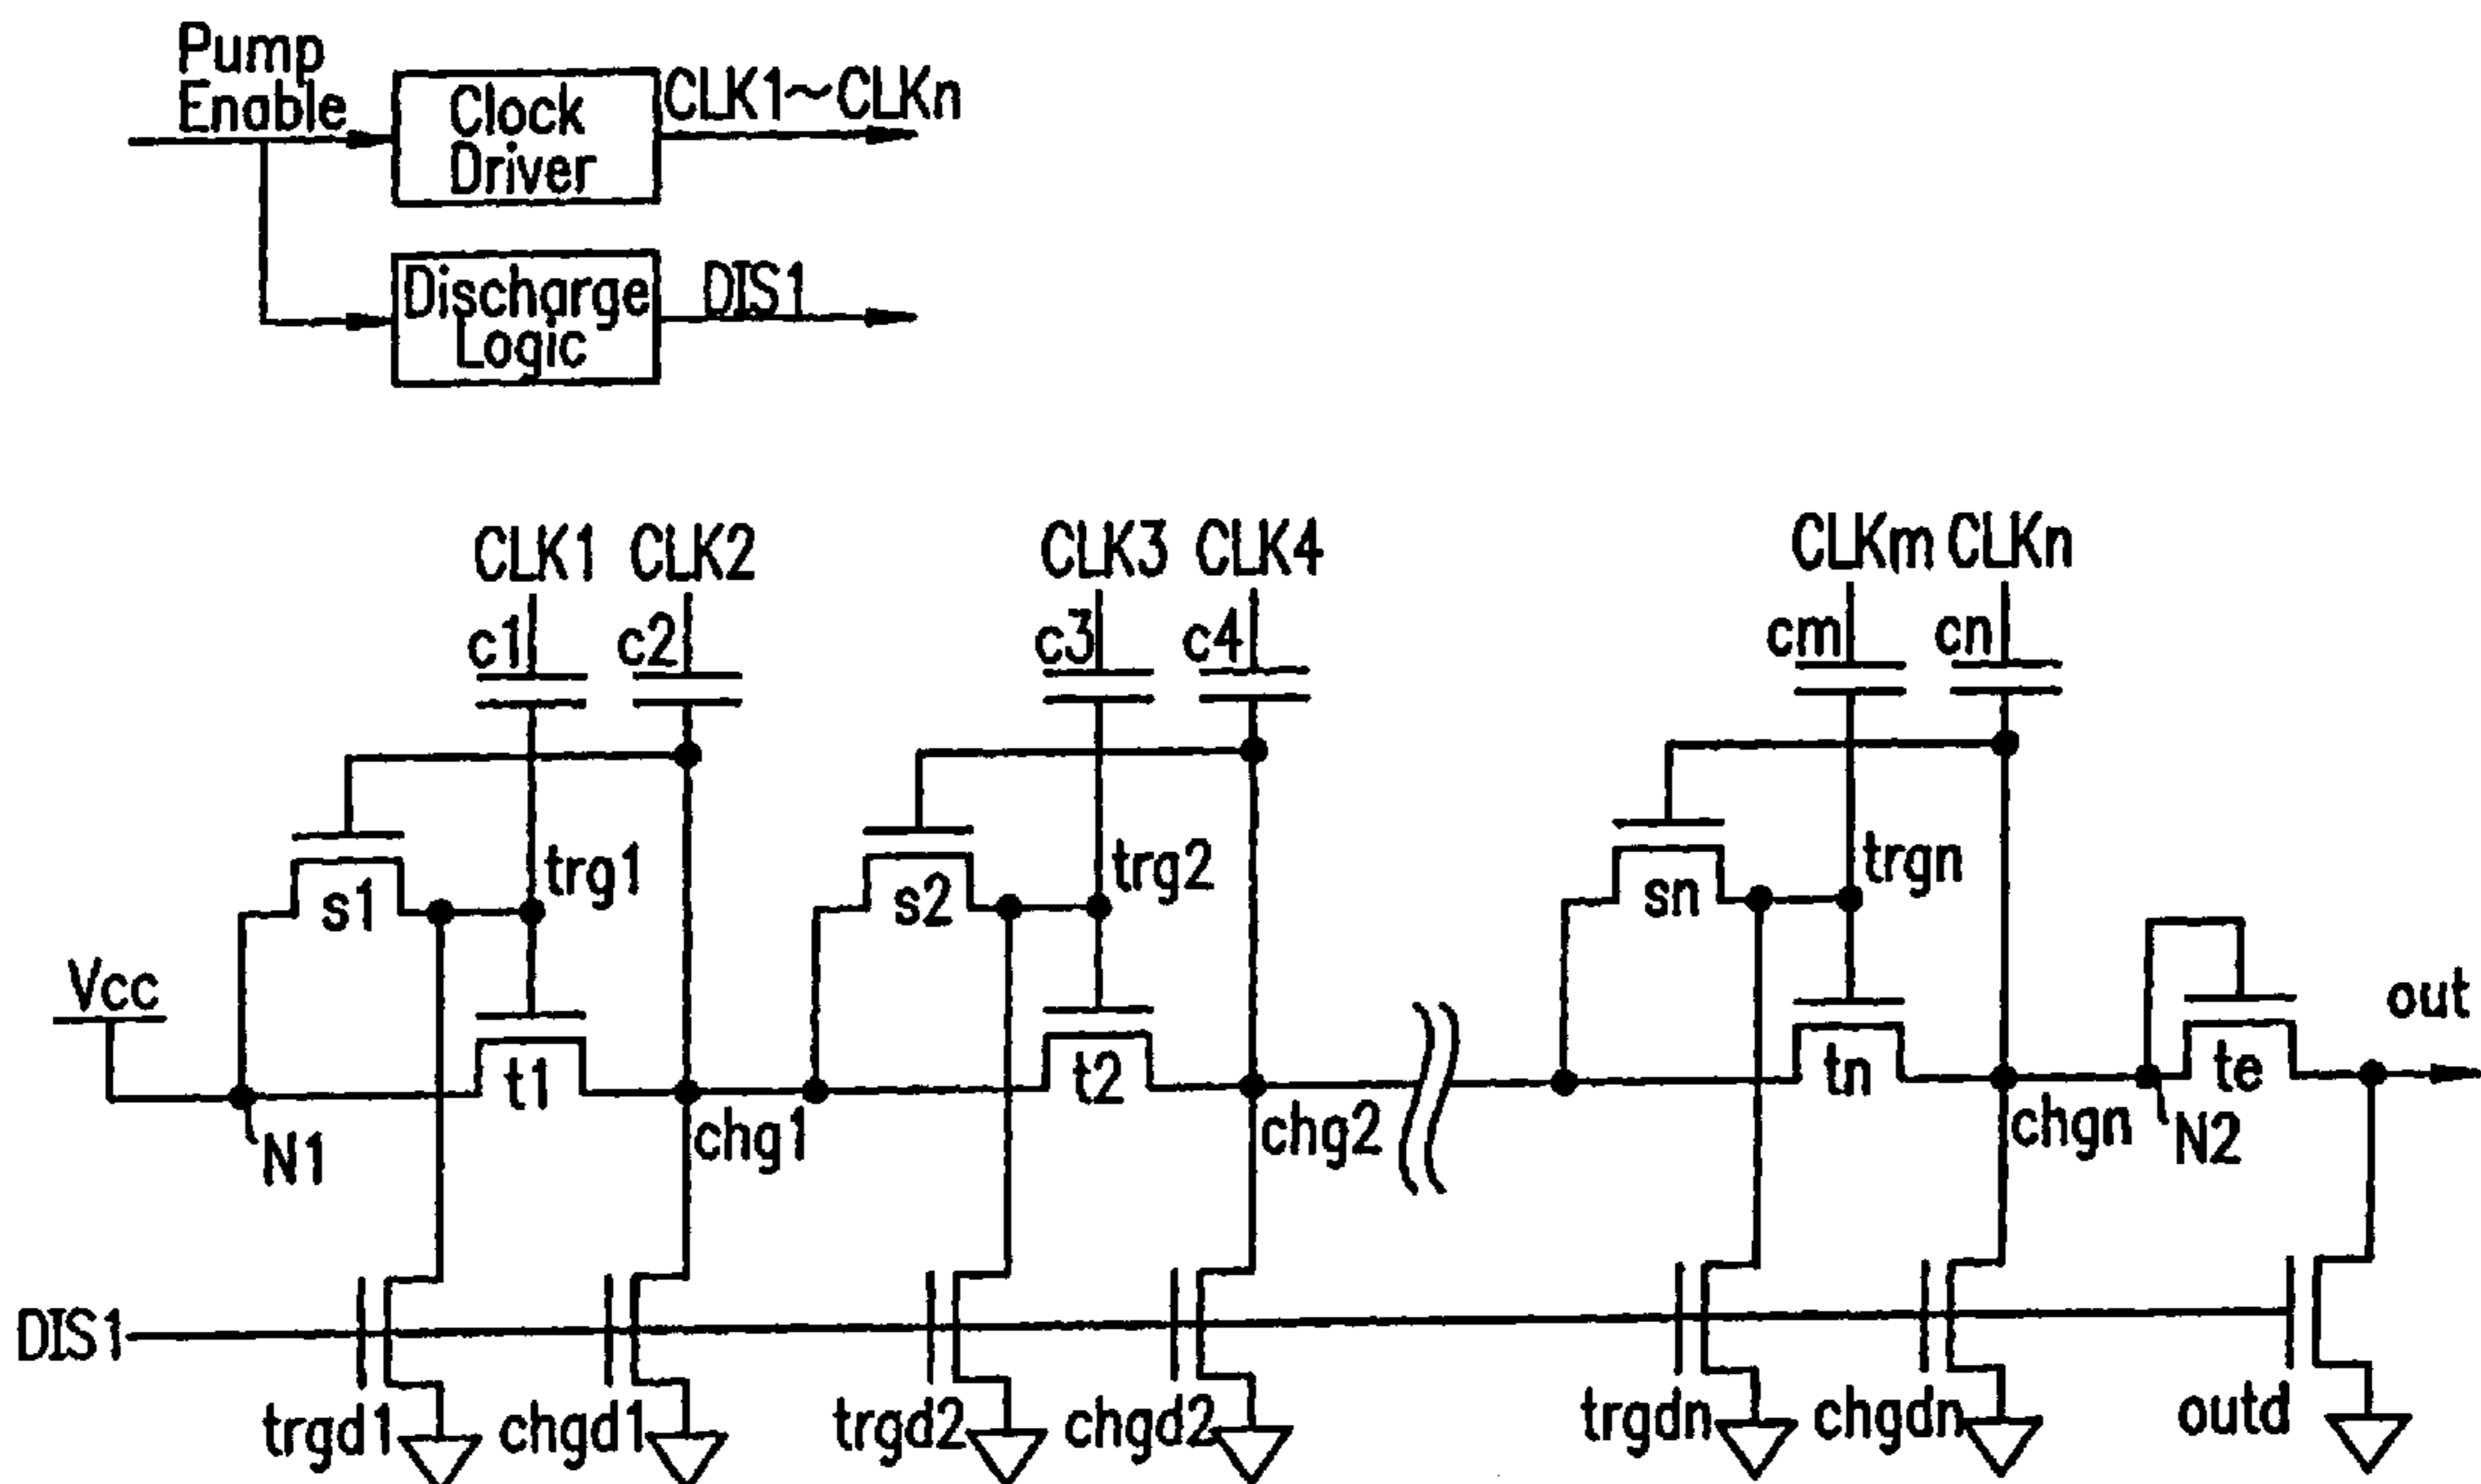 Pump
Enable
Clock
Driver
CLK1~CLKn
Discharge
Logic
DIS1
CLK1 CLK2 CLK3 CLK4 CLKm CLKn
c1 c2 c3 c4 cm cn
trg1 trg2 trgn
s1 s2 sn
Vcc out
t1 t2 tn te
N1 chg1 chg2 chgn N2
DIS1
trgd1 chgd1 trgd2 chgd2 trgdn chgdn outd